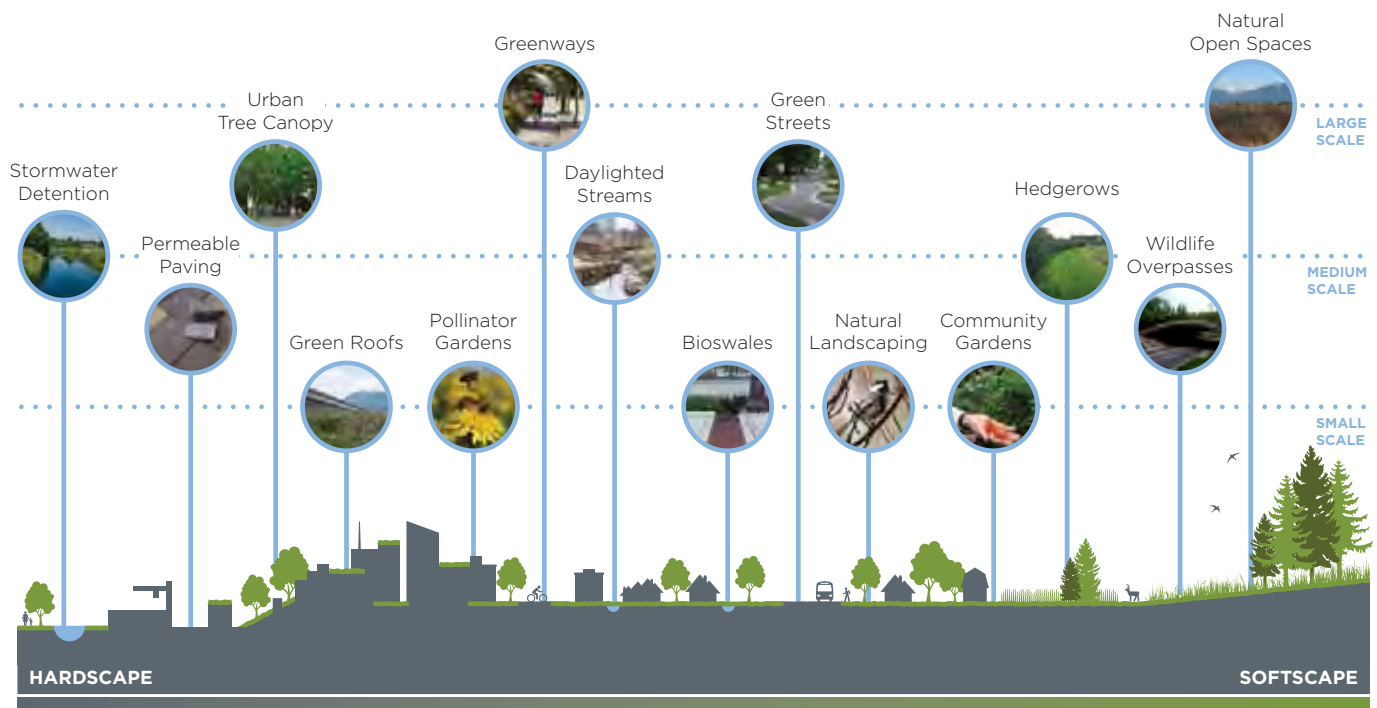 Natural
Open Spaces
Greenways
Urban
Tree Canopy
Green
Streets
LARGE
SCALE
Stormwater
Detention
Daylighted
Streams
Hedgerows
Permeable
Paving
Wildlife
Overpasses
MEDIUM
SCALE
Green Roofs
Pollinator
Gardens
Bioswales
Natural
Landscaping
Community
Gardens
SMALL
SCALE
HARDSCAPE
SOFTSCAPE